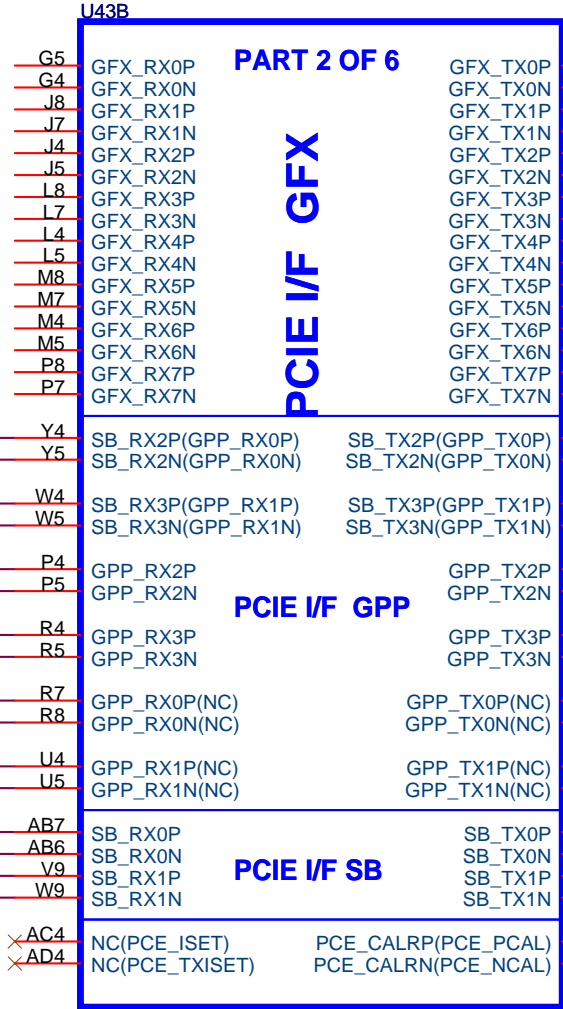 U43B
PART 2 OF 6
G5 GFX_RX0P GFX_TX0P
G4 GFX_RX0N GFX_TX0N
J8 GFX_RX1P GFX_TX1P
J7 GFX_RX1N GFX_TX1N
J4 GFX_RX2P GFX_TX2P
J5 GFX_RX2N GFX_TX2N
L8 GFX_RX3P GFX_TX3P
L7 GFX_RX3N GFX_TX3N
L4 GFX_RX4P GFX_TX4P
L5 GFX_RX4N GFX_TX4N
M8 GFX_RX5P GFX_TX5P
M7 GFX_RX5N GFX_TX5N
M4 GFX_RX6P GFX_TX6P
M5 GFX_RX6N GFX_TX6N
P8 GFX_RX7P GFX_TX7P
P7 GFX_RX7N GFX_TX7N
PCIE I/F GFX
Y4 SB_RX2P(GPP_RX0P) SB_TX2P(GPP_TX0P)
Y5 SB_RX2N(GPP_RX0N) SB_TX2N(GPP_TX0N)
W4 SB_RX3P(GPP_RX1P) SB_TX3P(GPP_TX1P)
W5 SB_RX3N(GPP_RX1N) SB_TX3N(GPP_TX1N)
P4 GPP_RX2P GPP_TX2P
P5 GPP_RX2N GPP_TX2N
PCIE I/F GPP
R4 GPP_RX3P GPP_TX3P
R5 GPP_RX3N GPP_TX3N
R7 GPP_RX0P(NC) GPP_TX0P(NC)
R8 GPP_RX0N(NC) GPP_TX0N(NC)
U4 GPP_RX1P(NC) GPP_TX1P(NC)
U5 GPP_RX1N(NC) GPP_TX1N(NC)
AB7 SB_RX0P SB_TX0P
AB6 SB_RX0N SB_TX0N
PCIE I/F SB
V9 SB_RX1P SB_TX1P
W9 SB_RX1N SB_TX1N
AC4 NC(PCE_ISET) PCE_CALRP(PCE_PCAL)
AD4 NC(PCE_TXISET) PCE_CALRN(PCE_NCAL)